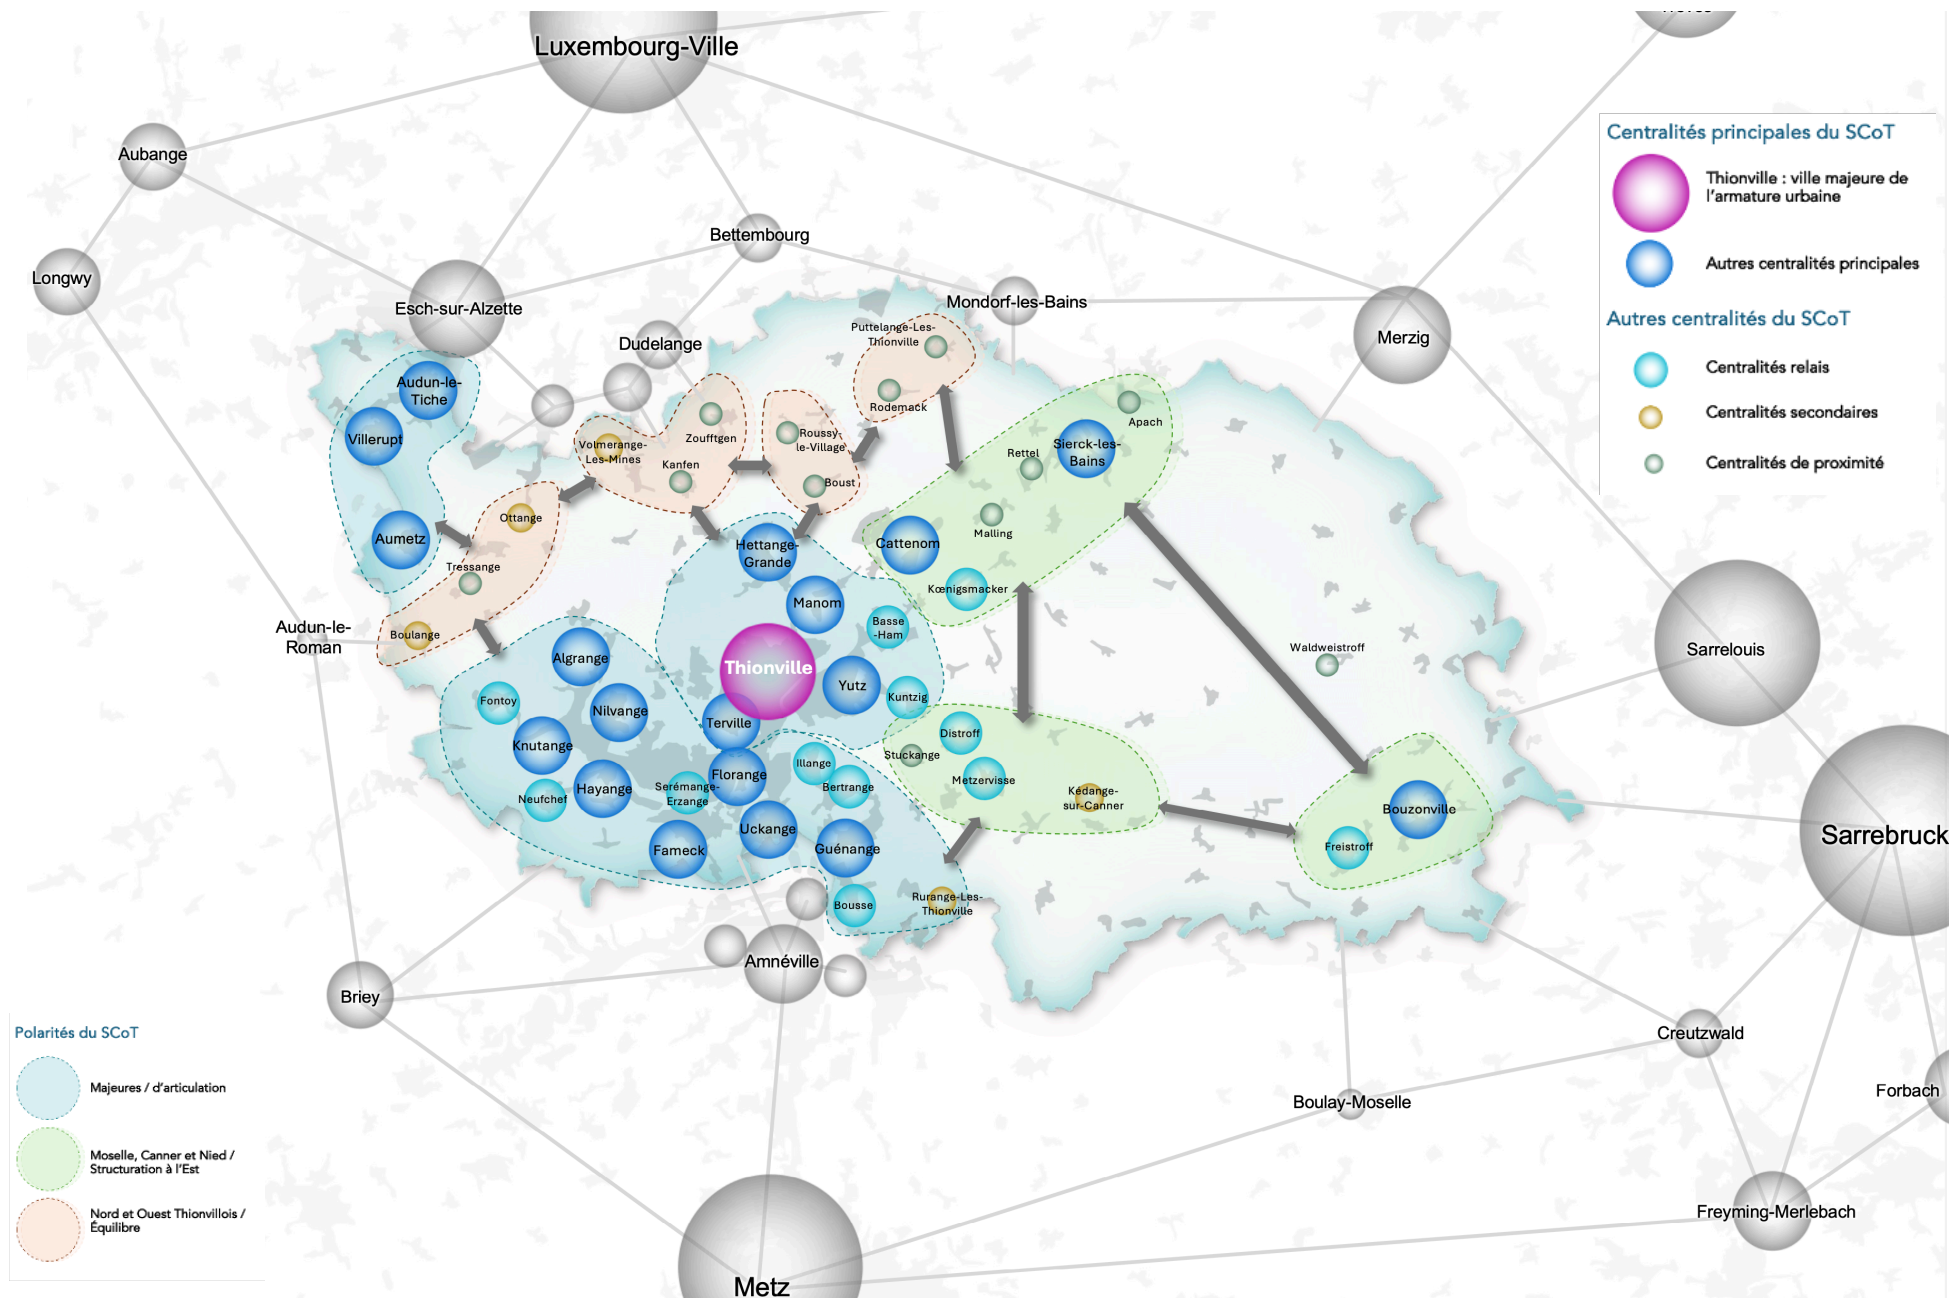 Luxembourg-Ville
Aubange
Longwy
Bettembourg
Esch-sur-Alzette
Mondorf-les-Bains
Dudelange
Merzig
Centralités principales du SCoT
Thionville : ville majeure de
l'armature urbaine
Autres centralités principales
Autres centralités du SCoT
Centralités relais
Centralités secondaires
Centralités de proximité
Puttelange-Les-
Thionville
Rodemack
Audun-le-
Tiche
Villerupt
Aumetz
Volmerange-
Les-Mines
Zoufftgen
Kanfen
Roussy-
le-Village
Boust
Apach
Sierck-les-
Bains
Rettel
Malling
Cattenom
Kœnigsmacker
Ottange
Tressange
Boulange
Audun-le-
Roman
Hettange-
Grande
Manom
Basse
-Ham
Thionville
Yutz
Kuntzig
Terville
Algrange
Fontoy
Nilvange
Knutange
Hayange
Neufchef
Serémange-
Erzange
Florange
Illange
Bertrange
Uckange
Fameck
Guénange
Bousse
Rurange-Les-
Thionville
Stuckange
Distroff
Metzervisse
Kédange-
sur-Canner
Waldweistroff
Bouzonville
Freistroff
Sarrelouis
Sarrebruck
Amnéville
Briey
Creutzwald
Forbach
Boulay-Moselle
Freyming-Merlebach
Metz
Polarités du SCoT
Majeures / d'articulation
Moselle, Canner et Nied /
Structuration à l'Est
Nord et Ouest Thionvillois /
Équilibre